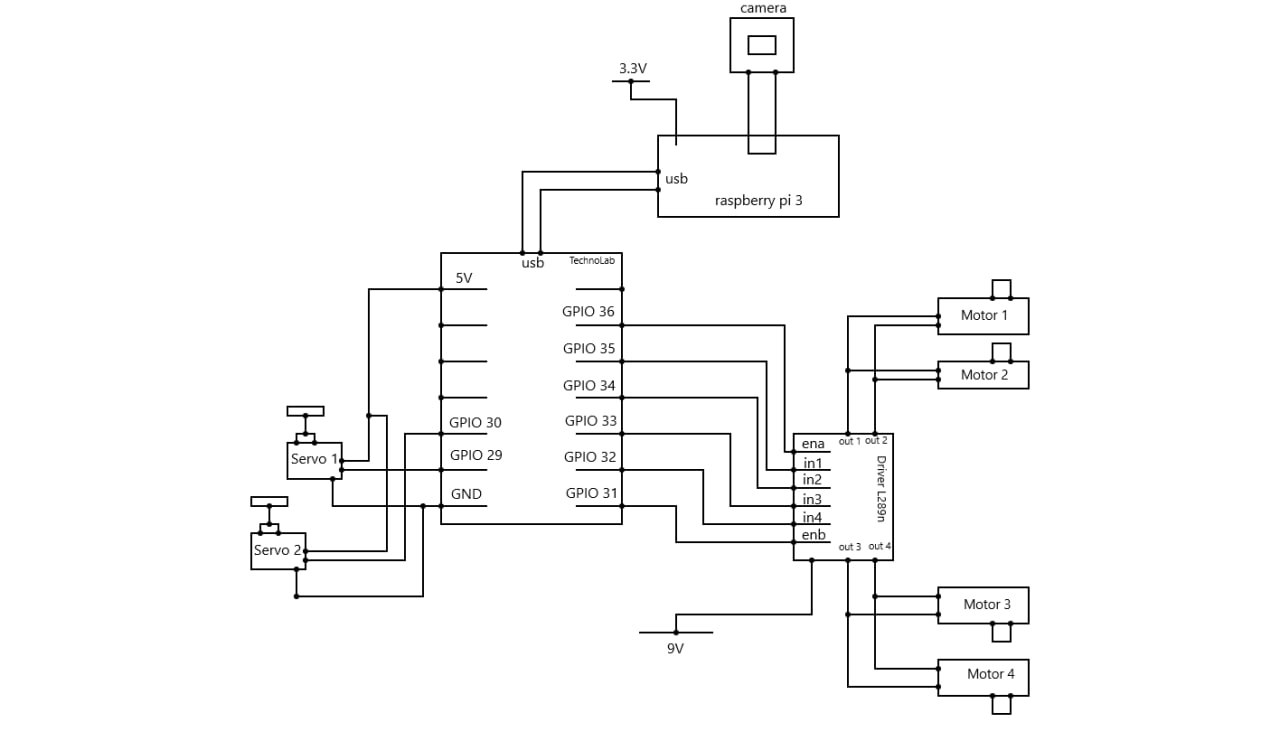 camera
3.3V
usb
raspberry pi 3
usb
TechnoLab
5V
GPIO 36
GPIO 35
GPIO 34
GPIO 33
GPIO 32
GPIO 31
GPIO 30
GPIO 29
GND
Servo 1
Servo 2
Motor 1
Motor 2
out 1 out 2
ena
in1
in2
in3
in4
enb
Driver L289n
out 3 out 4
Motor 3
Motor 4
9V